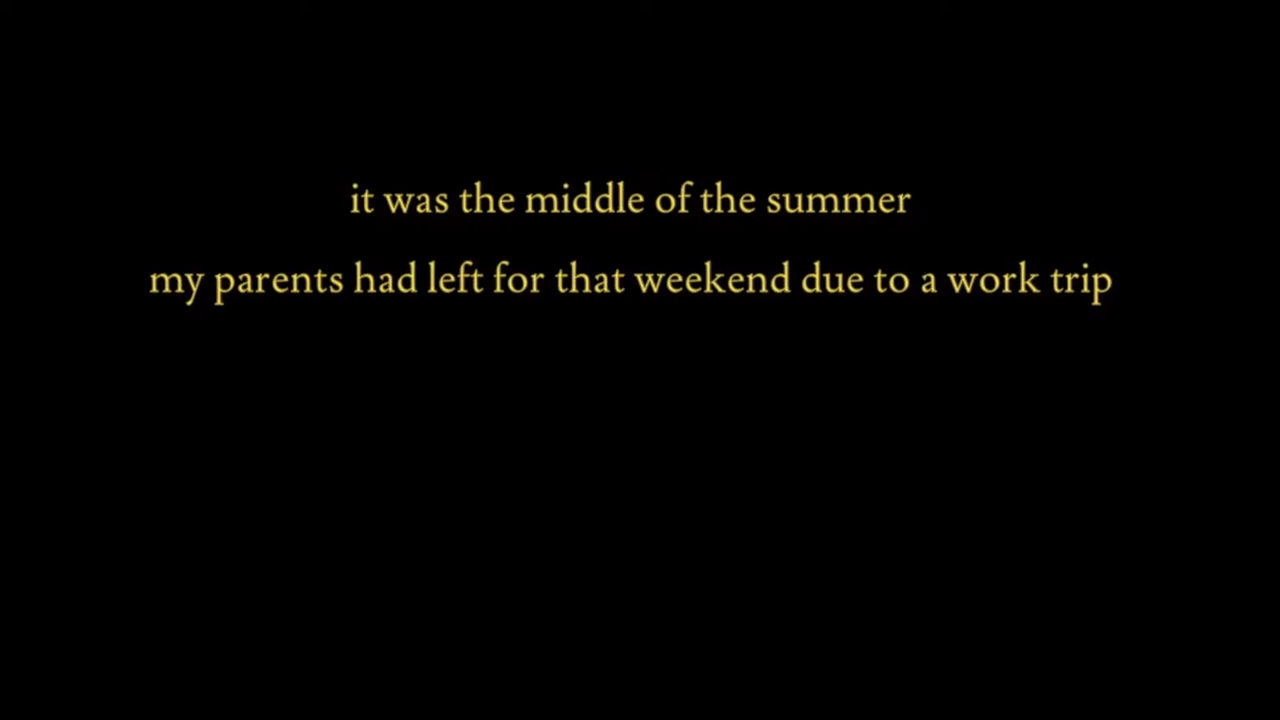 it was the middle of the summer
my parents had left for that weekend due to a work trip